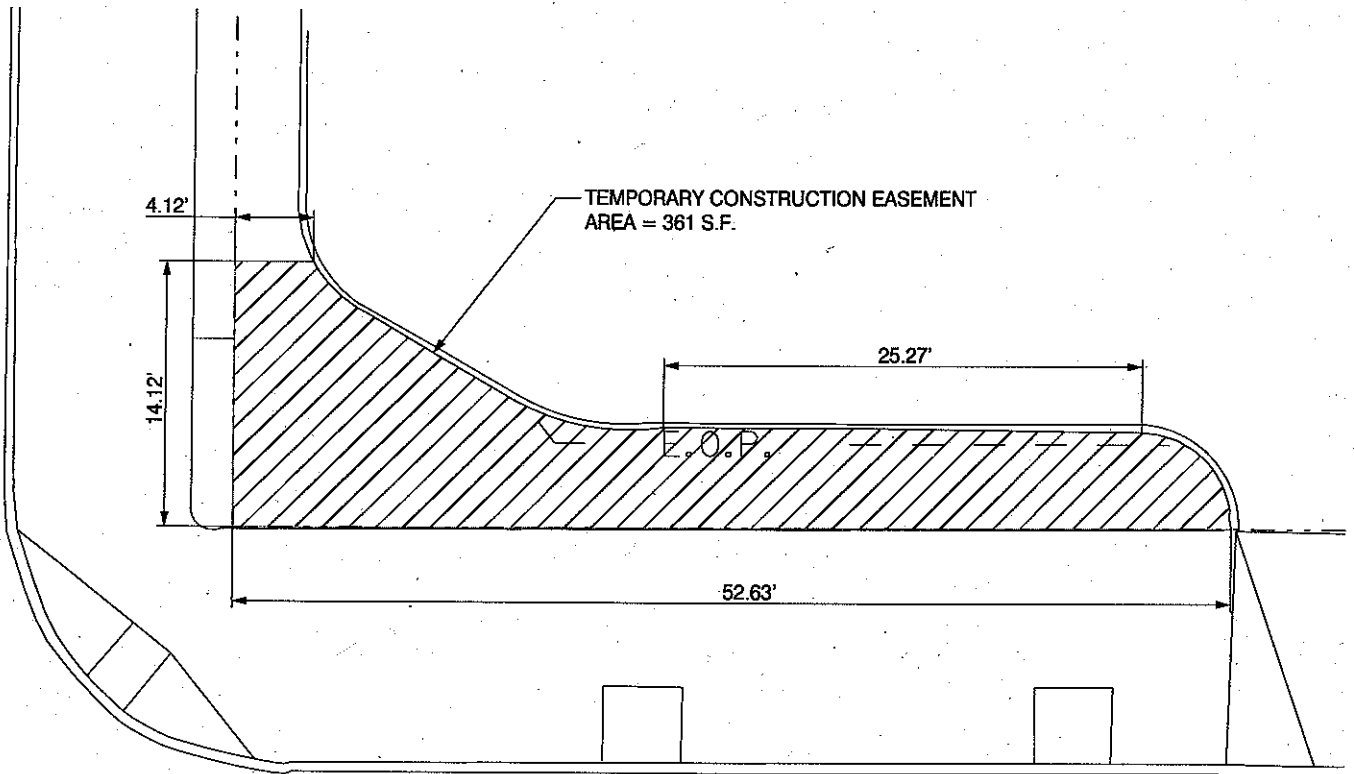 4.12'
TEMPORARY CONSTRUCTION EASEMENT
AREA = 361 S.F.
14.12'
25.27'
E.O.P.
52.63'